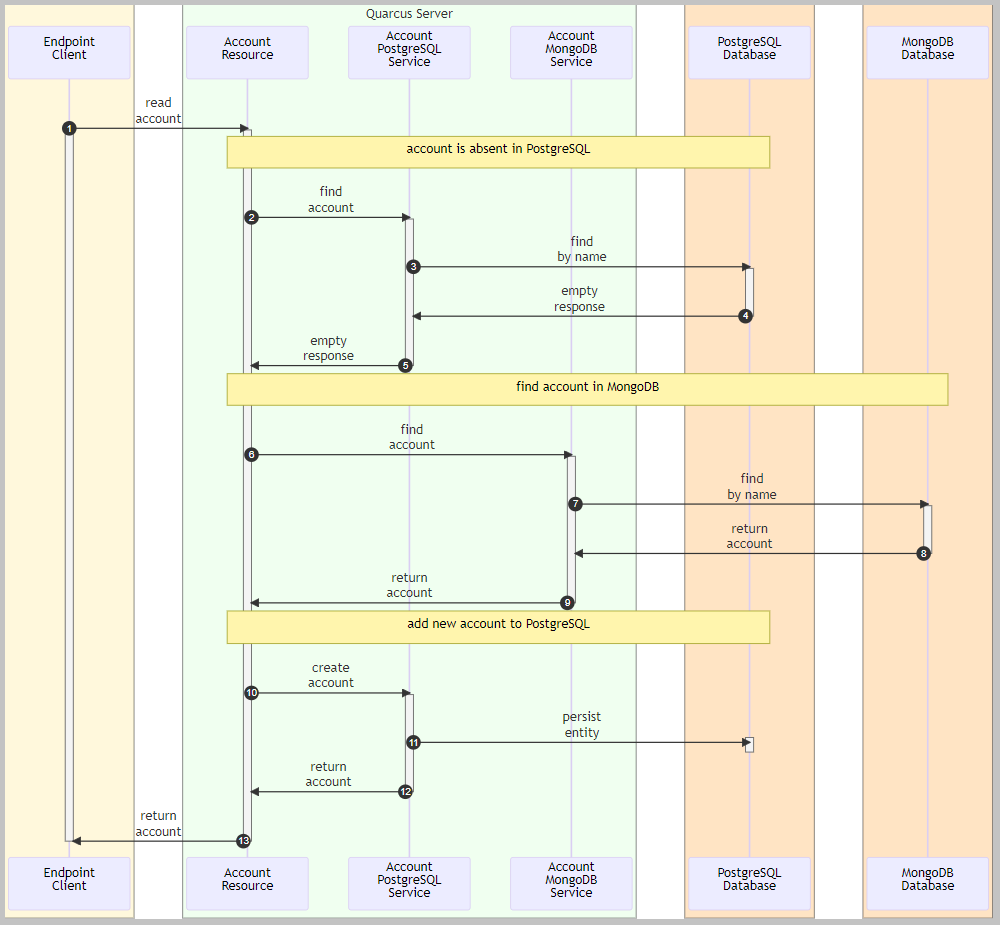 Quarcus Server
Endpoint
Client
Account
Resource
Account
PostgreSQL
Service
Account
MongoDB
Service
PostgreSQL
Database
MongoDB
Database
read
account
1
account is absent in PostgreSQL
find
account
2
find
by name
3
empty
response
4
empty
response
5
find account in MongoDB
find
account
6
find
by name
7
return
account
8
return
account
9
add new account to PostgreSQL
create
account
10
persist
entity
11
return
account
12
return
account
13
Endpoint
Client
Account
Resource
Account
PostgreSQL
Service
Account
MongoDB
Service
PostgreSQL
Database
MongoDB
Database